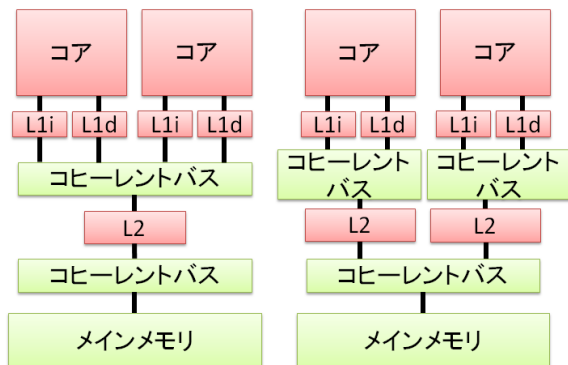 コア
コア
L1i
L1d
L1i
L1d
コヒーレントバス
L2
コヒーレントバス
メインメモリ
コア
コア
L1i
L1d
L1i
L1d
コヒーレント
バス
コヒーレント
バス
L2
L2
コヒーレントバス
メインメモリ